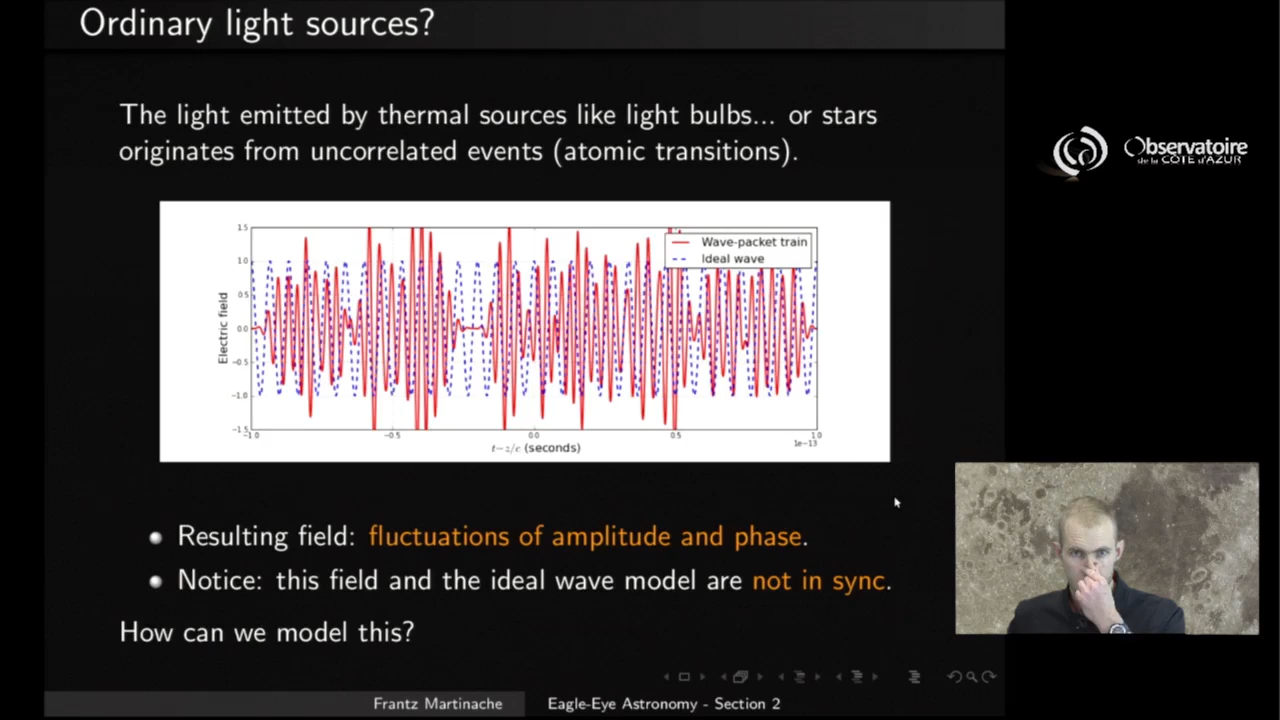 Ordinary light sources?
The light emitted by thermal sources like light bulbs... or stars
originates from uncorrelated events (atomic transitions).
Observatoire
de la CÔTE d'AZUR
1.5
Wave-packet train
1.0
Ideal wave
0.5
Electric field
0.0
−0.5
−1.0
−1.5
−1.0
−0.5
0.0
0.5
1.0
1e−13
t−z/c (seconds)
Resulting field: fluctuations of amplitude and phase.
Notice: this field and the ideal wave model are not in sync.
How can we model this?
Frantz Martinache
Eagle-Eye Astronomy - Section 2